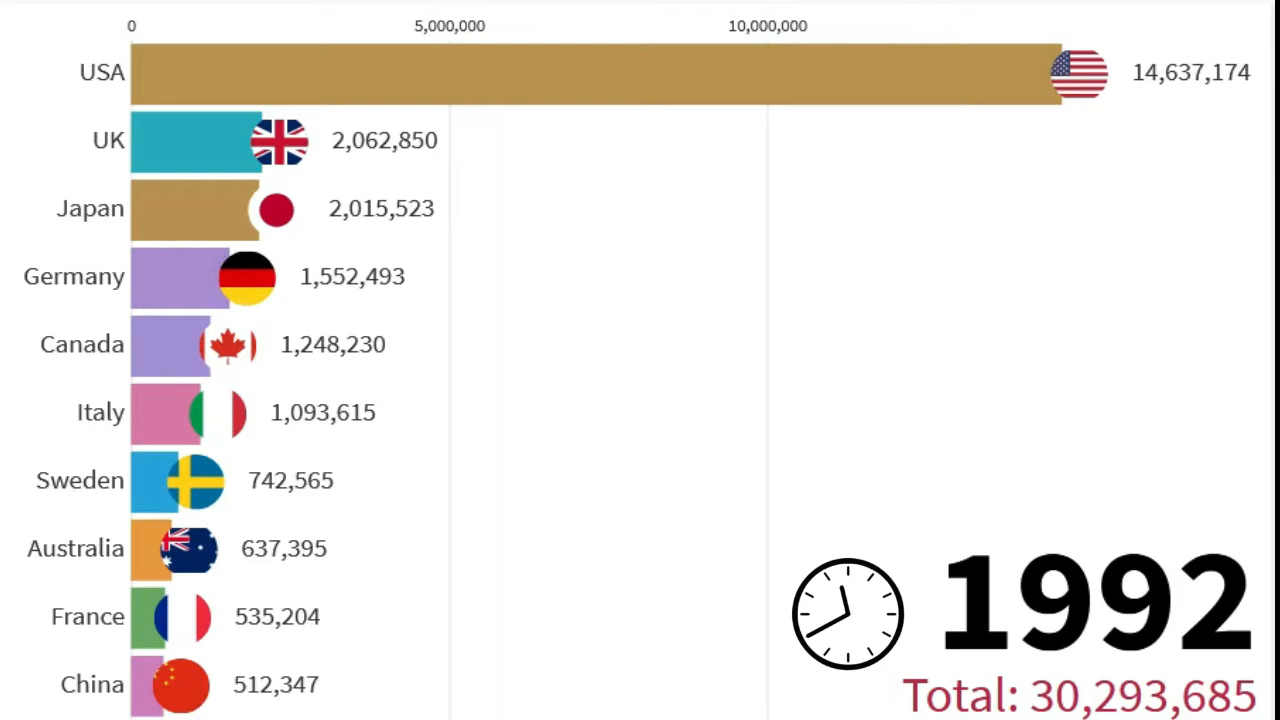 0 5,000,000 10,000,000
USA 14,637,174
UK 2,062,850
Japan 2,015,523
Germany 1,552,493
Canada 1,248,230
Italy 1,093,615
Sweden 742,565
Australia 637,395
France 535,204
China 512,347
1992
Total: 30,293,685